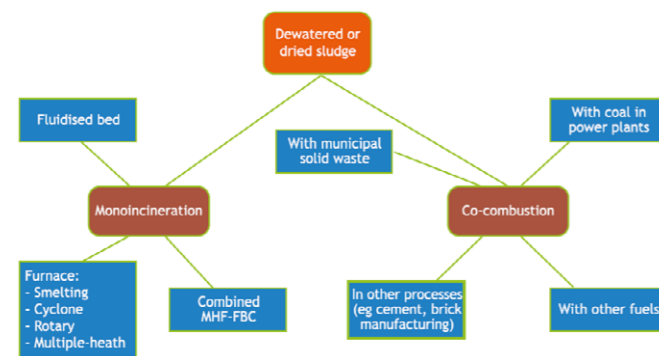 Dewatered or
dried sludge
Fluidised bed
With municipal
solid waste
With coal in
power plants
Monoincineration
Co-combustion
Furnace:
- Smelting
- Cyclone
- Rotary
- Multiple-heath
Combined
MHF-FBC
In other processes
(eg cement, brick
manufacturing)
With other fuels